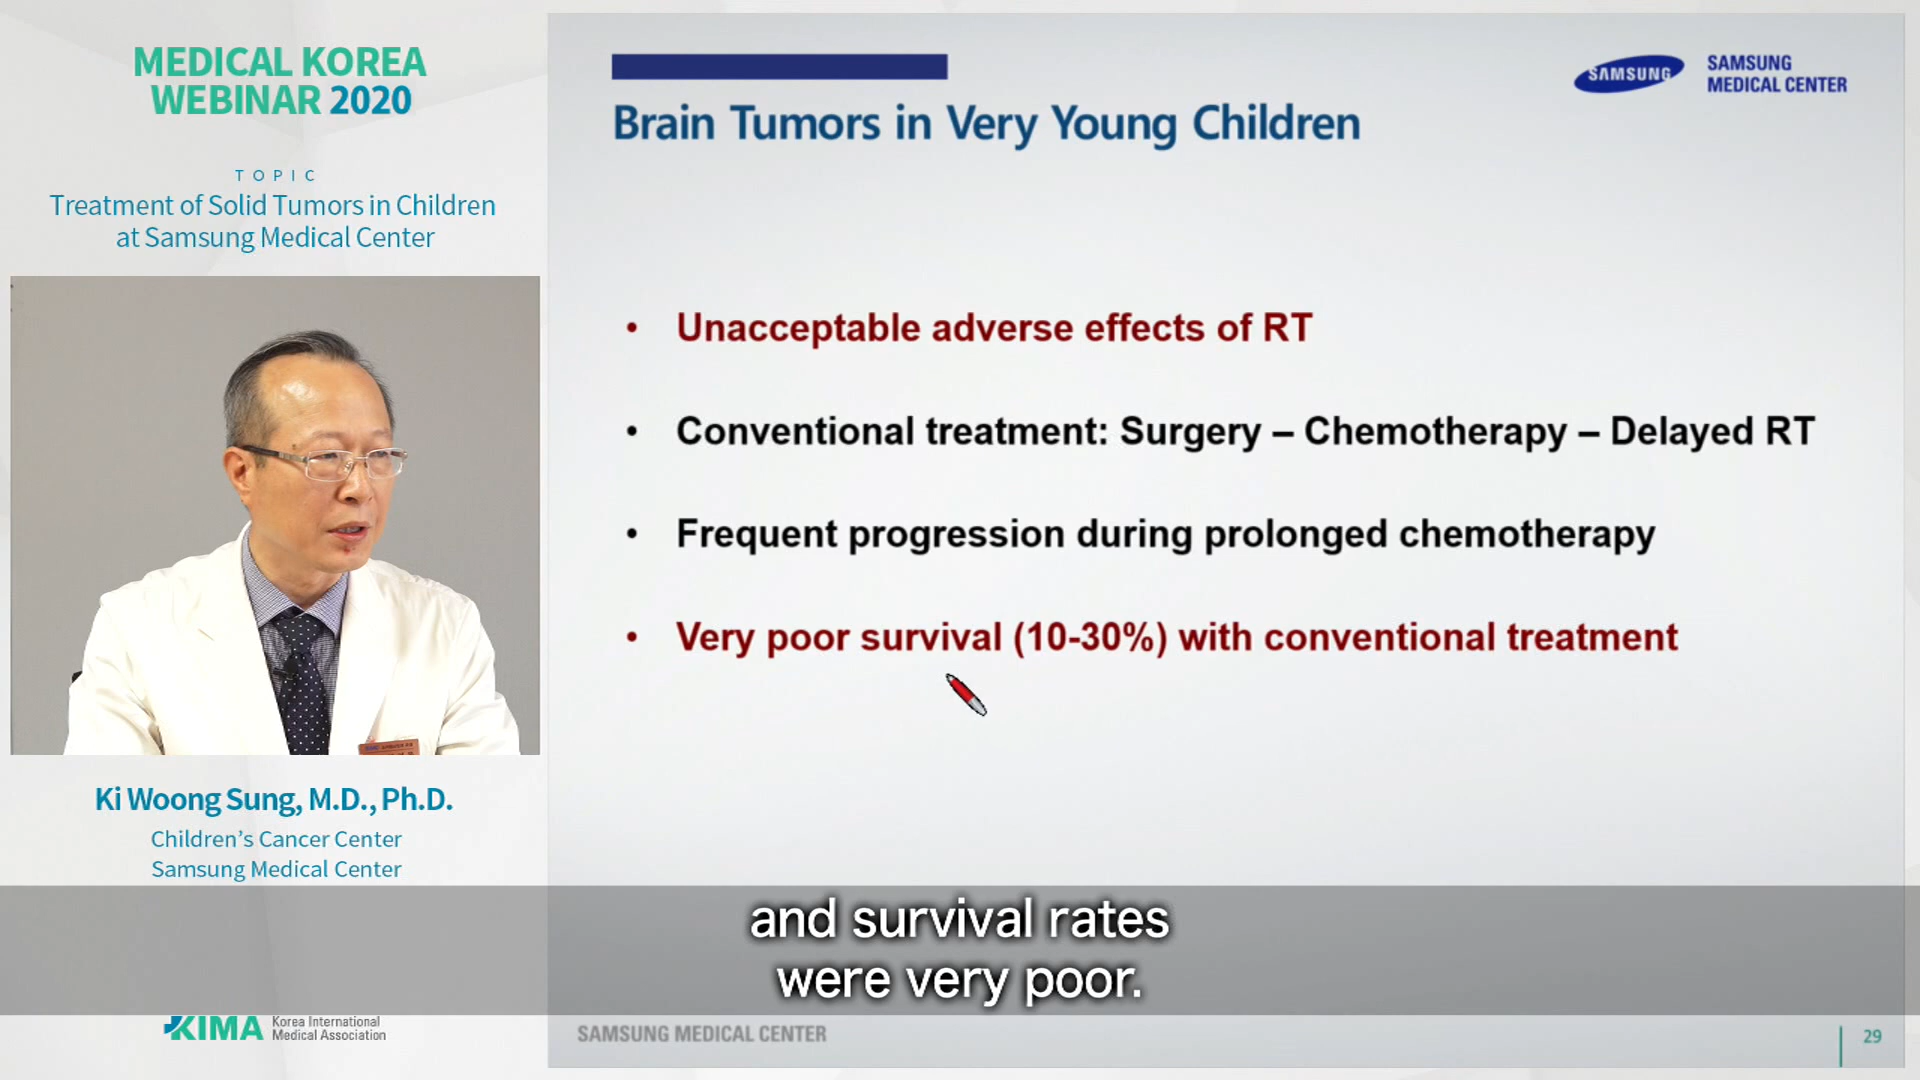 MEDICAL KOREA
WEBINAR 2020
TOPIC
Treatment of Solid Tumors in Children
at Samsung Medical Center
Ki Woong Sung, M.D., Ph.D.
Children's Cancer Center
Samsung Medical Center
KIMA Korea International
Medical Association
SAMSUNG
SAMSUNG
MEDICAL CENTER
Brain Tumors in Very Young Children
• Unacceptable adverse effects of RT
• Conventional treatment: Surgery – Chemotherapy – Delayed RT
• Frequent progression during prolonged chemotherapy
• Very poor survival (10-30%) with conventional treatment
and survival rates
were very poor.
SAMSUNG MEDICAL CENTER
29